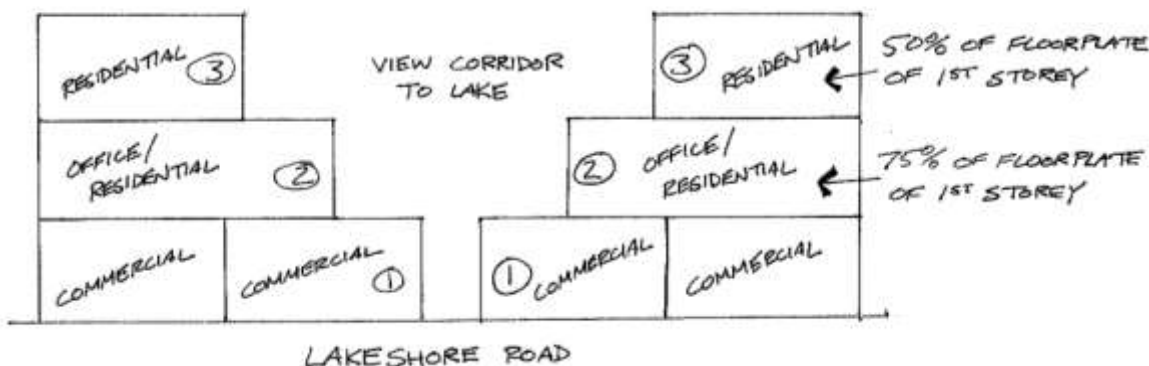 RESIDENTIAL 3
VIEW CORRIDOR
TO LAKE
3 RESIDENTIAL
50% OF FLOORPLATE
OF 1ST STOREY
OFFICE/
RESIDENTIAL 2
2 OFFICE/
RESIDENTIAL
75% OF FLOORPLATE
OF 1ST STOREY
COMMERCIAL
COMMERCIAL 1
1 COMMERCIAL
COMMERCIAL
LAKESHORE ROAD